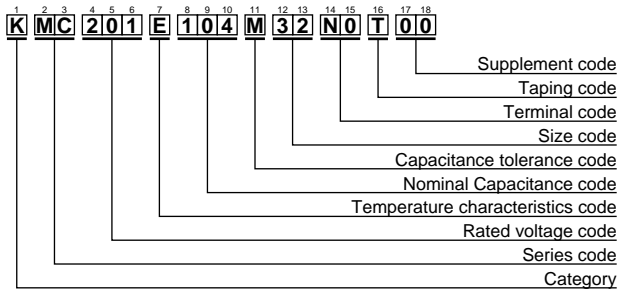 1 2 3 4 5 6 7 8 9 10 11 12 13 14 15 16 17 18
K M C 2 0 1 E 1 0 4 M 3 2 N 0 T 0 0
Supplement code
Taping code
Terminal code
Size code
Capacitance tolerance code
Nominal Capacitance code
Temperature characteristics code
Rated voltage code
Series code
Category